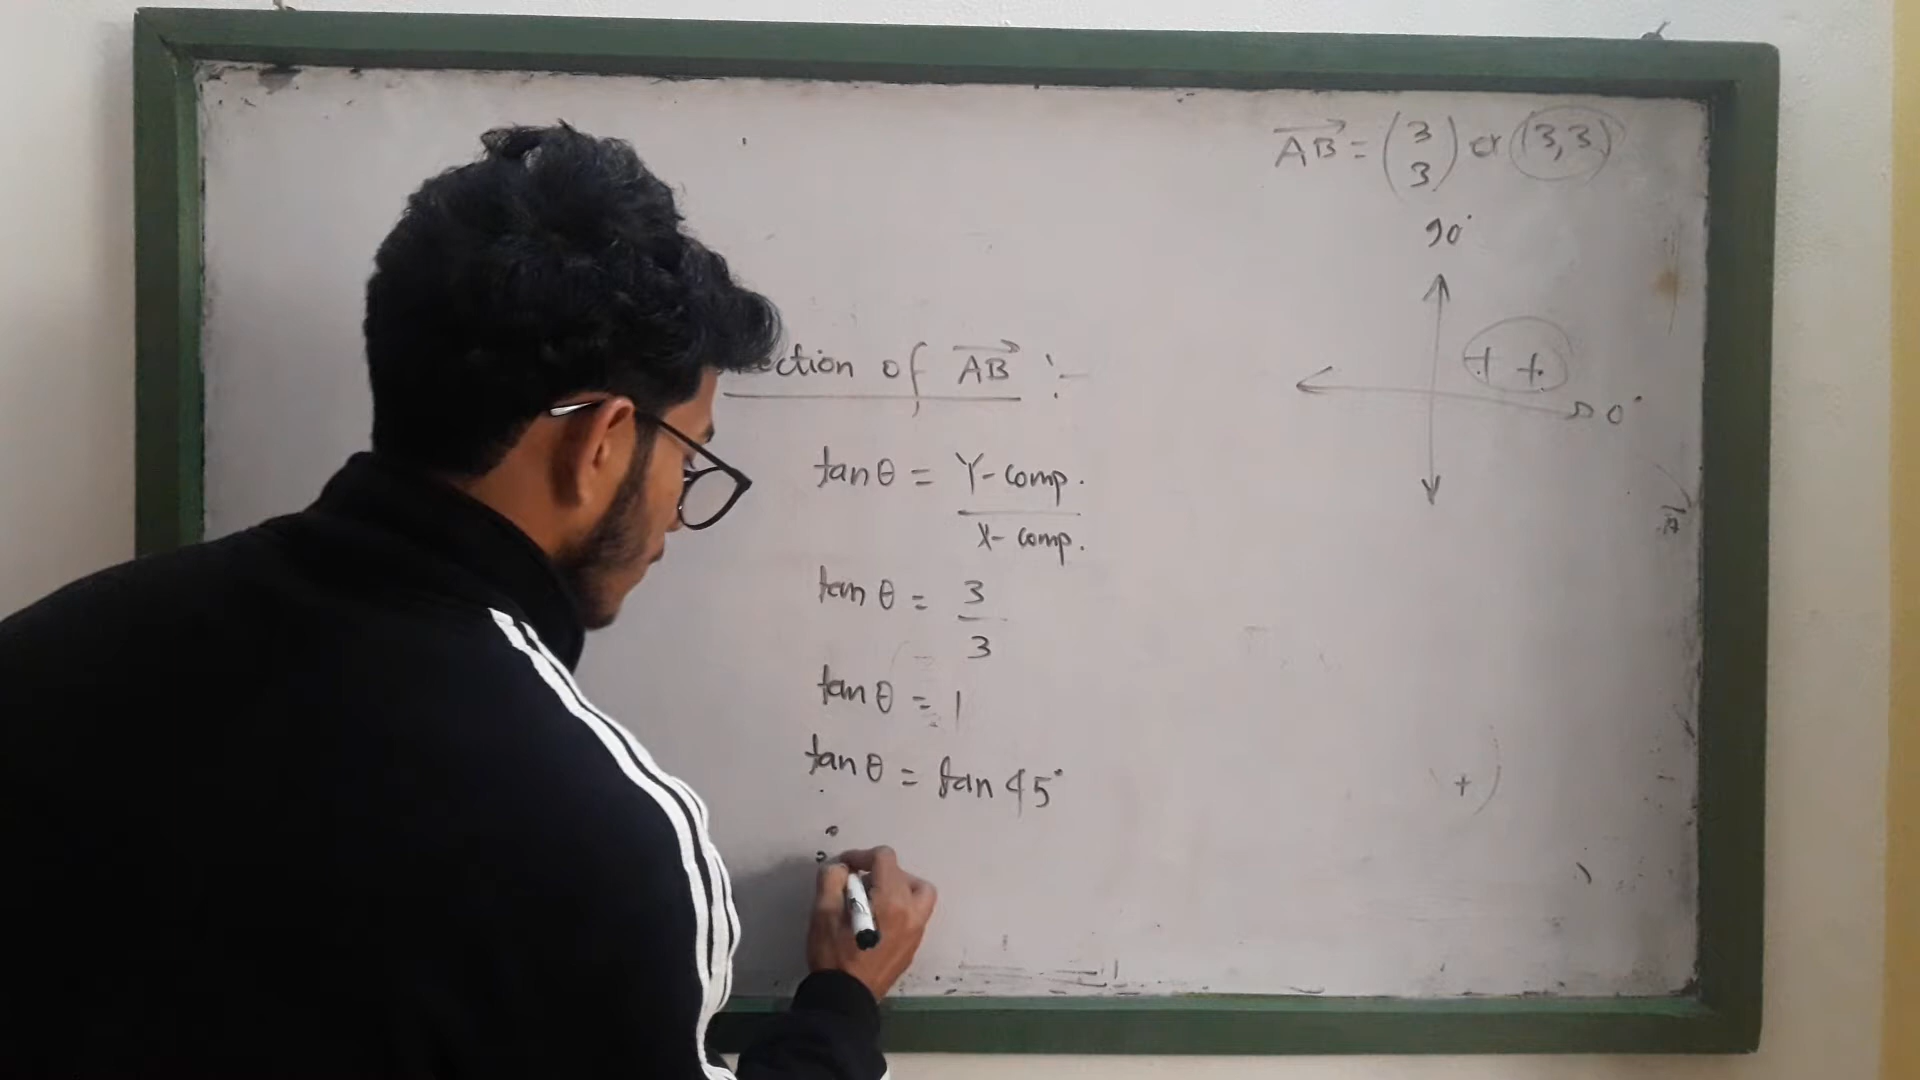 AB = (3 3) or (3,3)
90°
+ +
0°
ection of AB :-
tan θ = Y-comp.
X-comp.
tan θ = 3
3
tan θ = 1
tan θ = tan 45°
+)